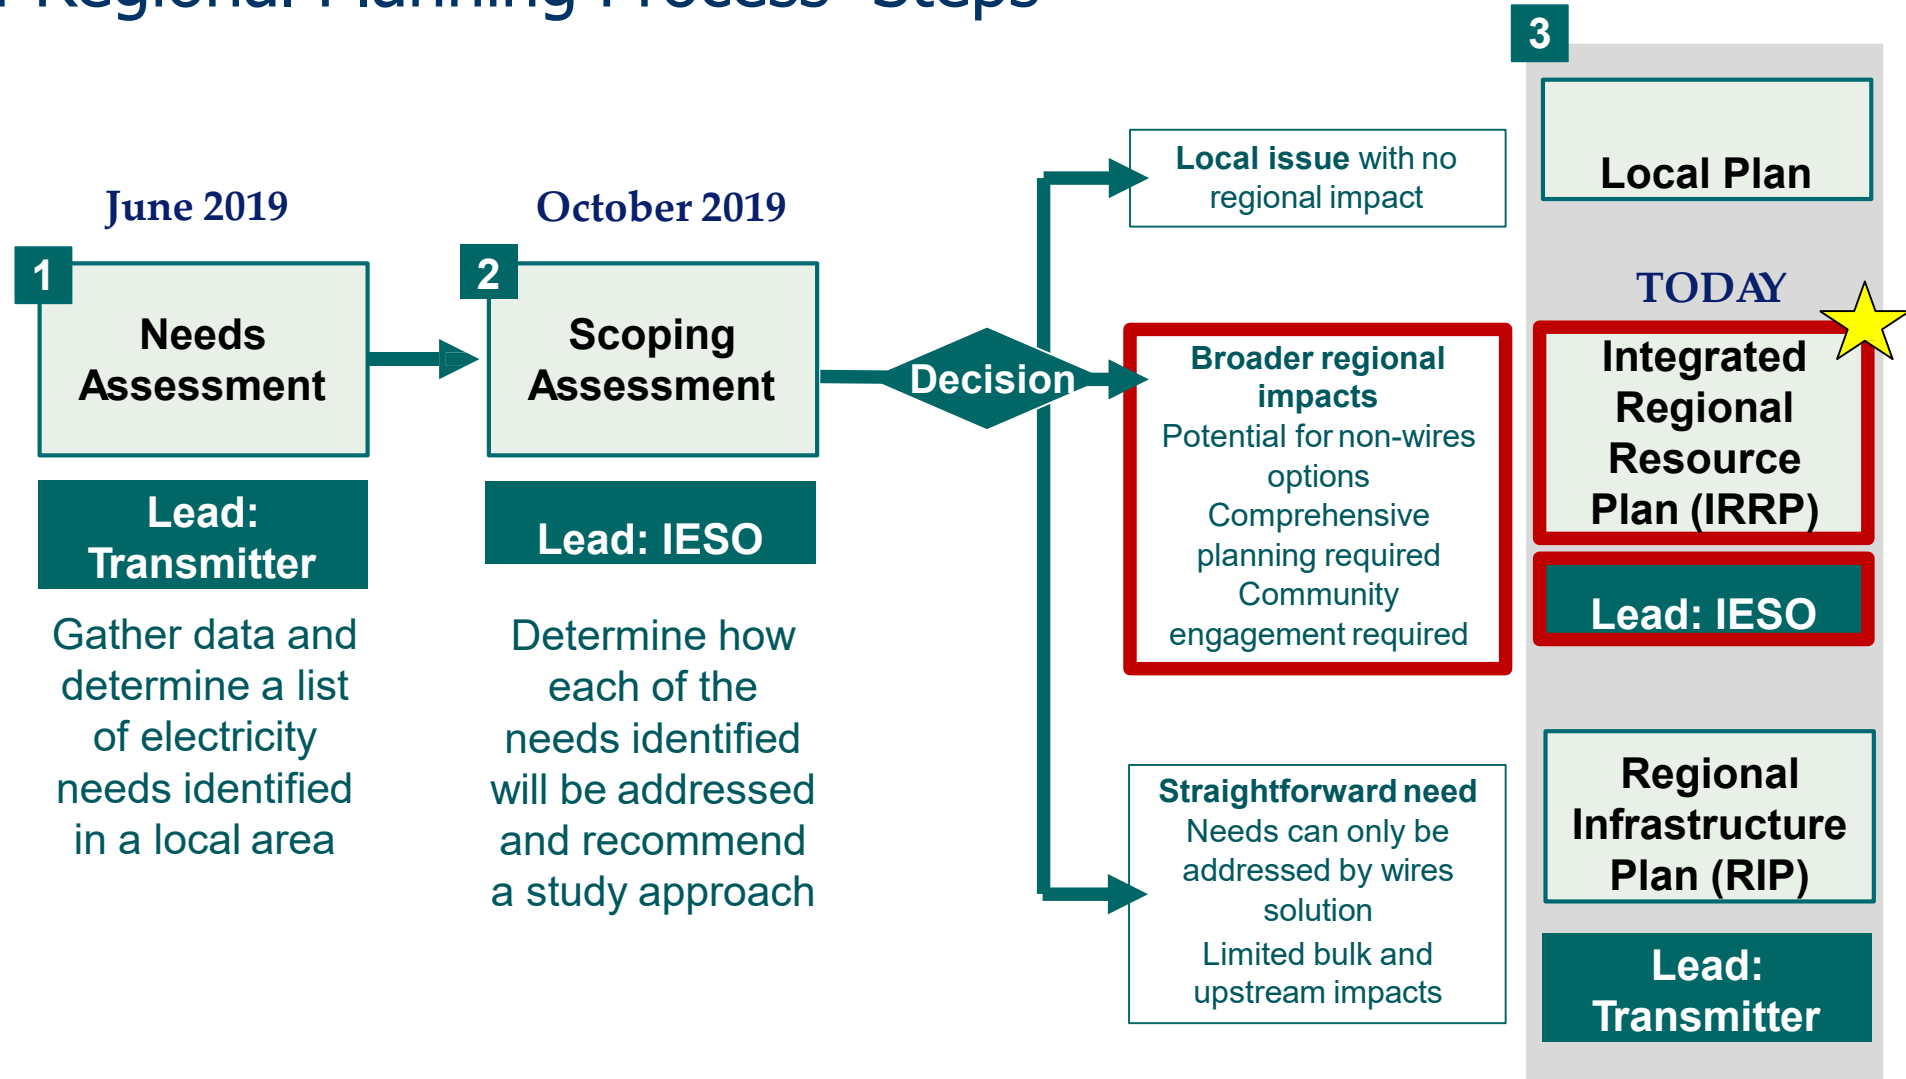 Regional Planning Process Steps
June 2019
1
Needs
Assessment
Lead:
Transmitter
Gather data and
determine a list
of electricity
needs identified
in a local area
October 2019
2
Scoping
Assessment
Lead: IESO
Determine how
each of the
needs identified
will be addressed
and recommend
a study approach
Decision
Local issue with no
regional impact
Broader regional
impacts
Potential for non-wires
options
Comprehensive
planning required
Community
engagement required
Straightforward need
Needs can only be
addressed by wires
solution
Limited bulk and
upstream impacts
3
Local Plan
TODAY
Integrated
Regional
Resource
Plan (IRRP)
Lead: IESO
Regional
Infrastructure
Plan (RIP)
Lead:
Transmitter